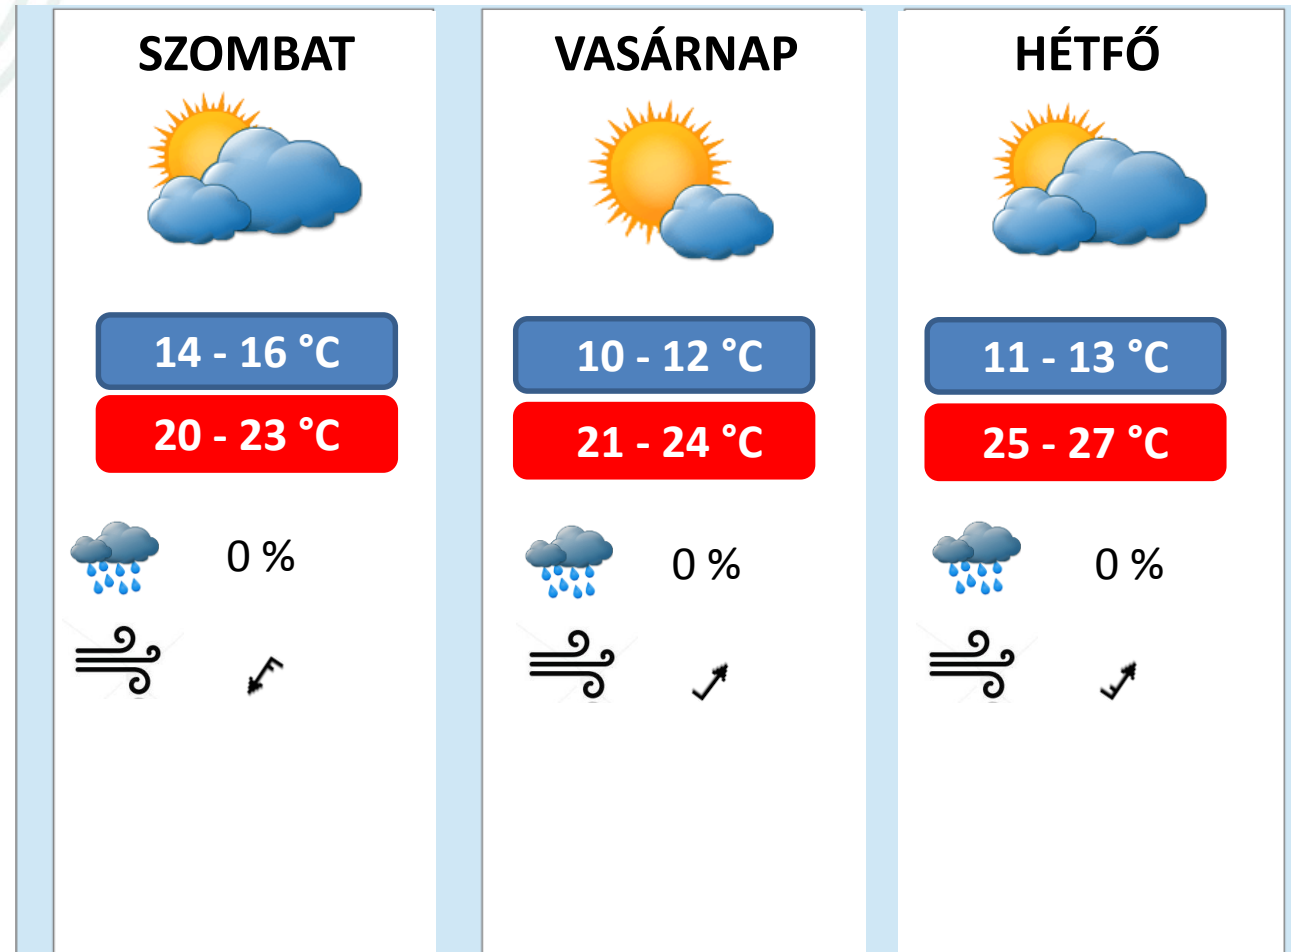 SZOMBAT
14 - 16 °C
20 - 23 °C
0 %
VASÁRNAP
10 - 12 °C
21 - 24 °C
0 %
HÉTFŐ
11 - 13 °C
25 - 27 °C
0 %